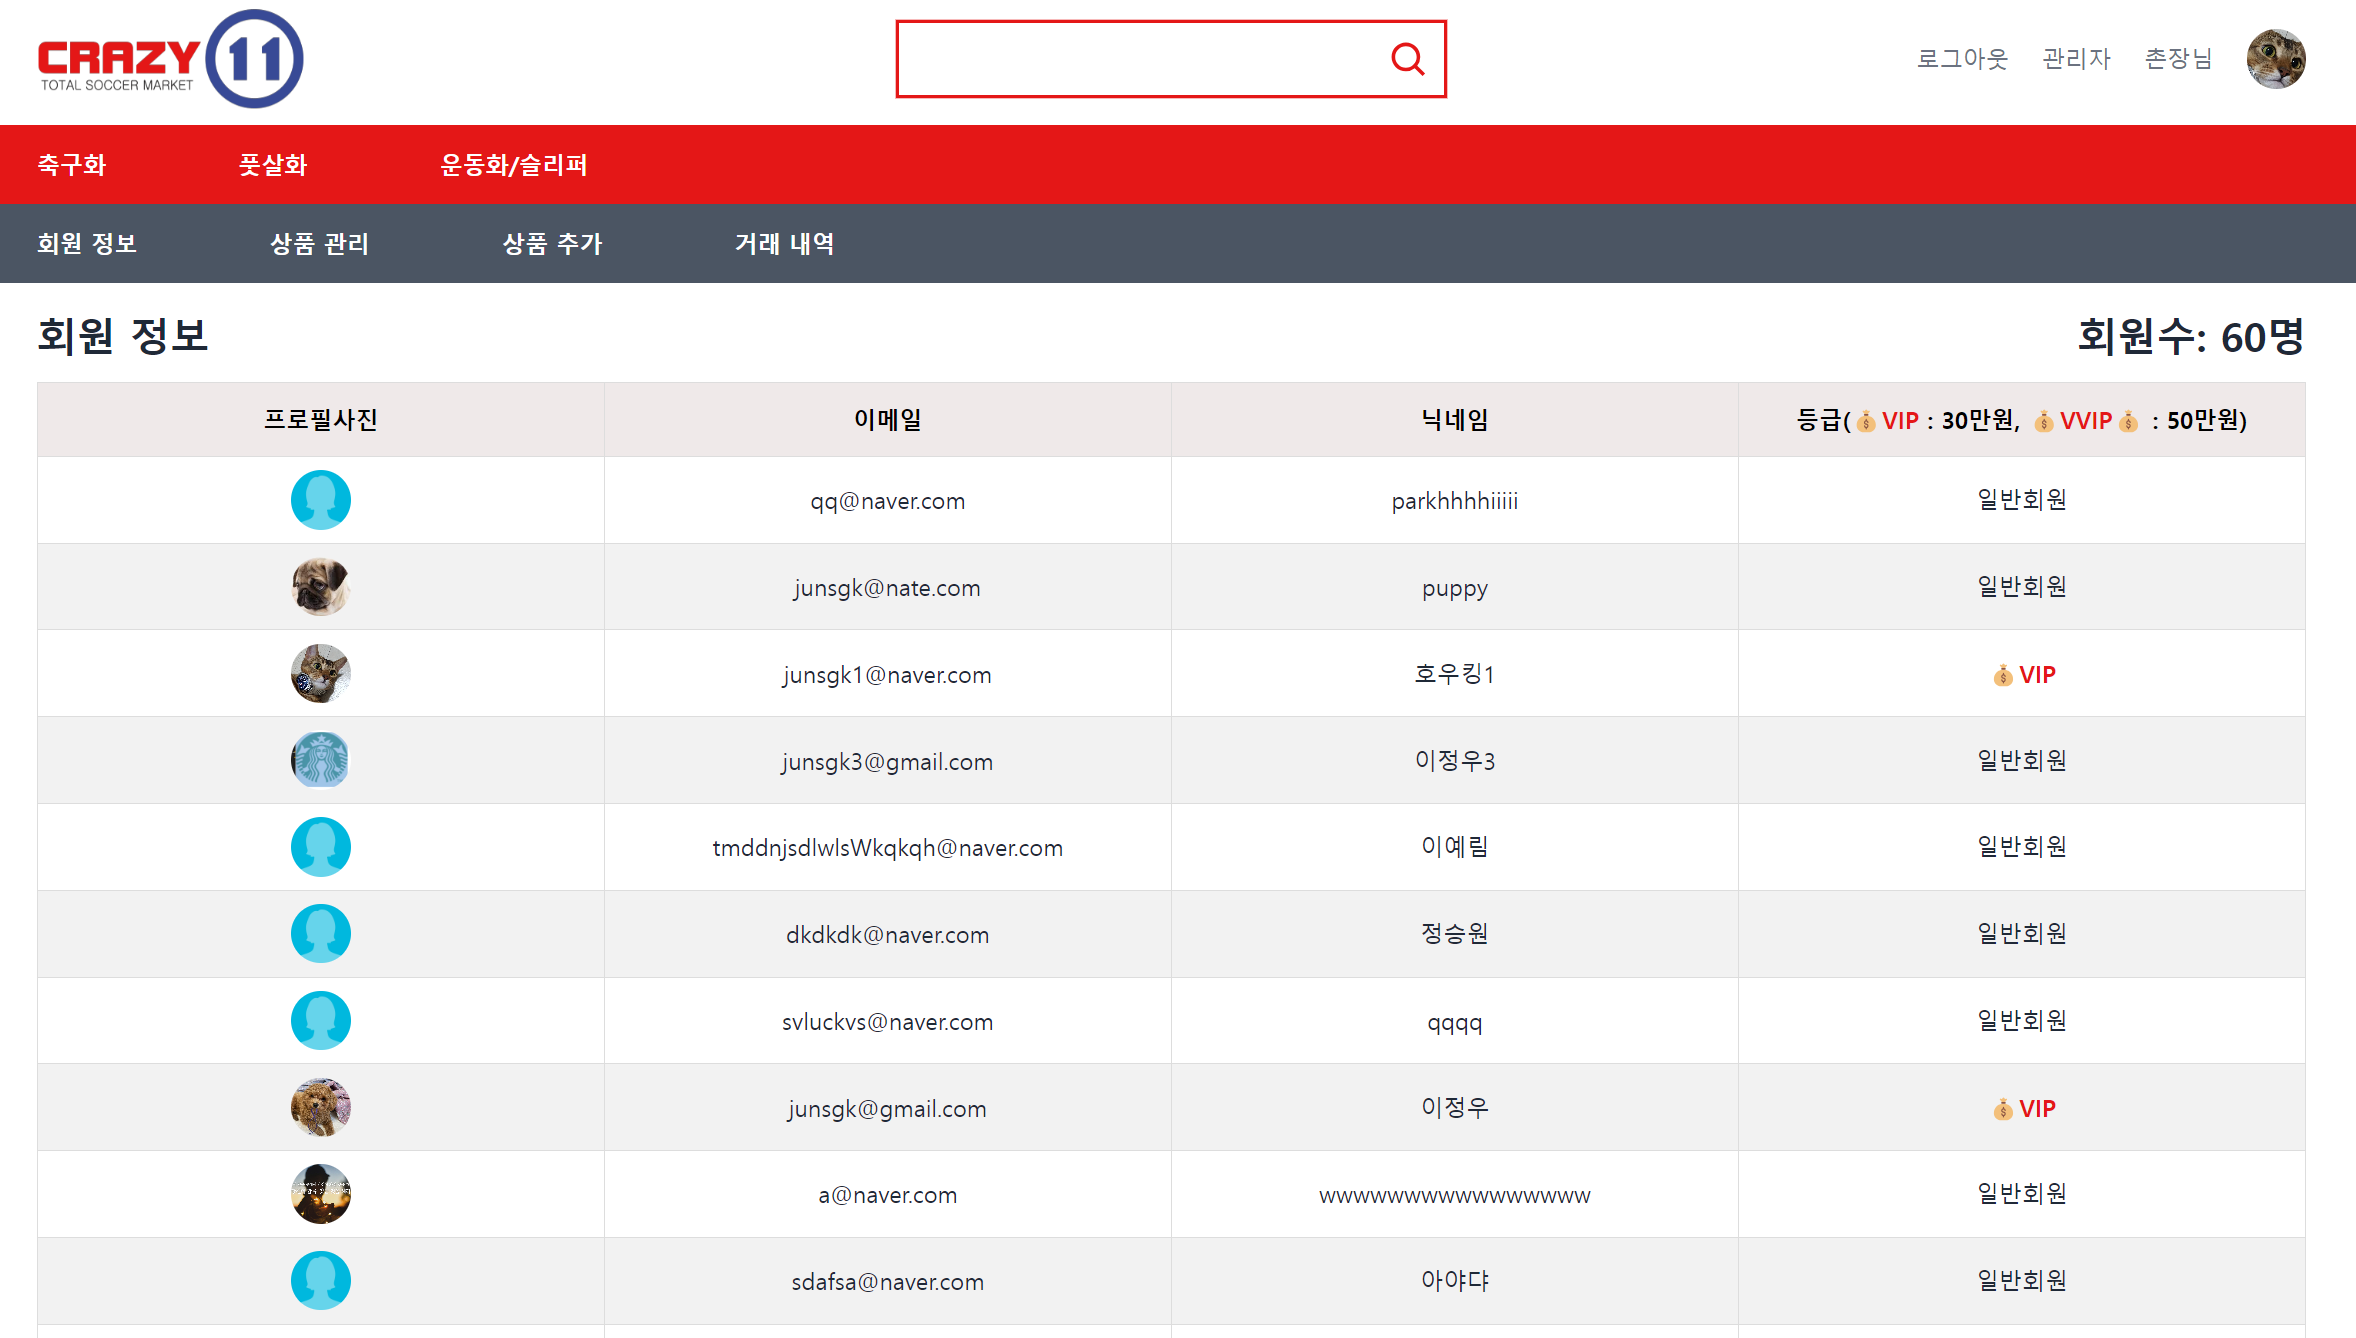 CRAZY 11
TOTAL SOCCER MARKET
로그아웃 관리자 촌장님
축구화 풋살화 운동화/슬리퍼
회원 정보 상품 관리 상품 추가 거래 내역
회원 정보 회원수: 60명
프로필사진 이메일 닉네임 등급(💰VIP : 30만원, 💰VVIP💰 : 50만원)
qq@naver.com parkhhhhiiiii 일반회원
junsgk@nate.com puppy 일반회원
junsgk1@naver.com 호우킹1 💰VIP
junsgk3@gmail.com 이정우3 일반회원
tmddnjsdlwlsWkqkqh@naver.com 이예림 일반회원
dkdkdk@naver.com 정승원 일반회원
svluckvs@naver.com qqqq 일반회원
junsgk@gmail.com 이정우 💰VIP
a@naver.com wwwwwwwwwwwwwwww 일반회원
sdafsa@naver.com 아야댜 일반회원